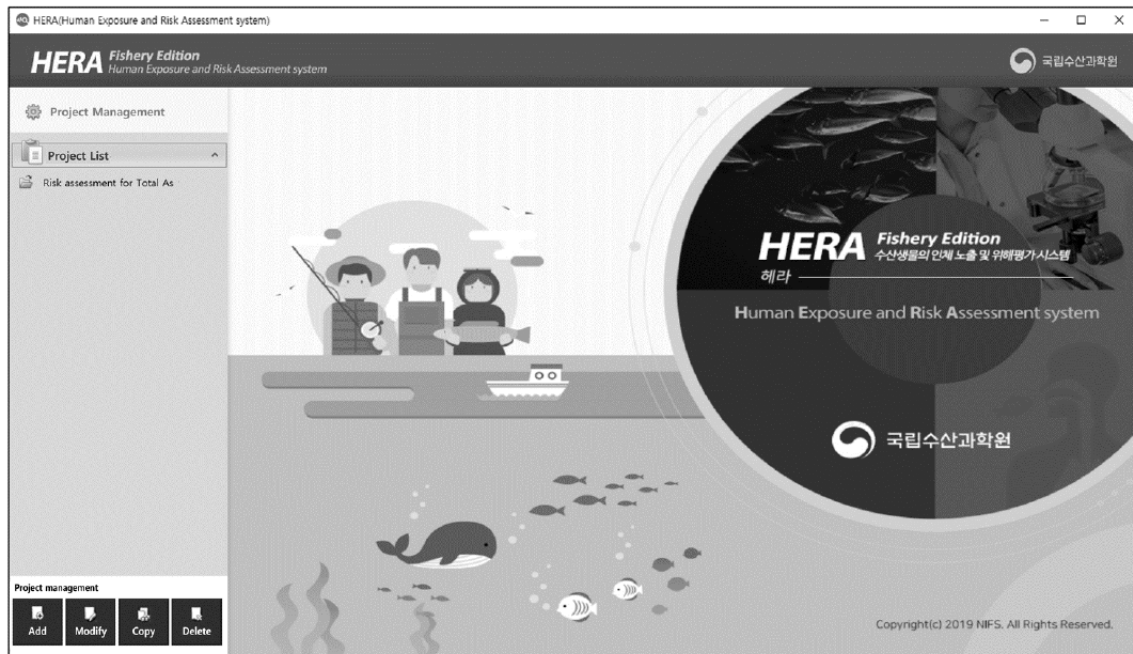 HERA(Human Exposure and Risk Assessment system)
HERA Fishery Edition
Human Exposure and Risk Assessment system
국립수산과학원
Project Management
Project List
Risk assessment for Total As
HERA Fishery Edition
수산생물의 인체 노출 및 위해평가 시스템
헤라
Human Exposure and Risk Assessment system
국립수산과학원
Project management
Add Modify Copy Delete
Copyright(c) 2019 NIFS. All Rights Reserved.